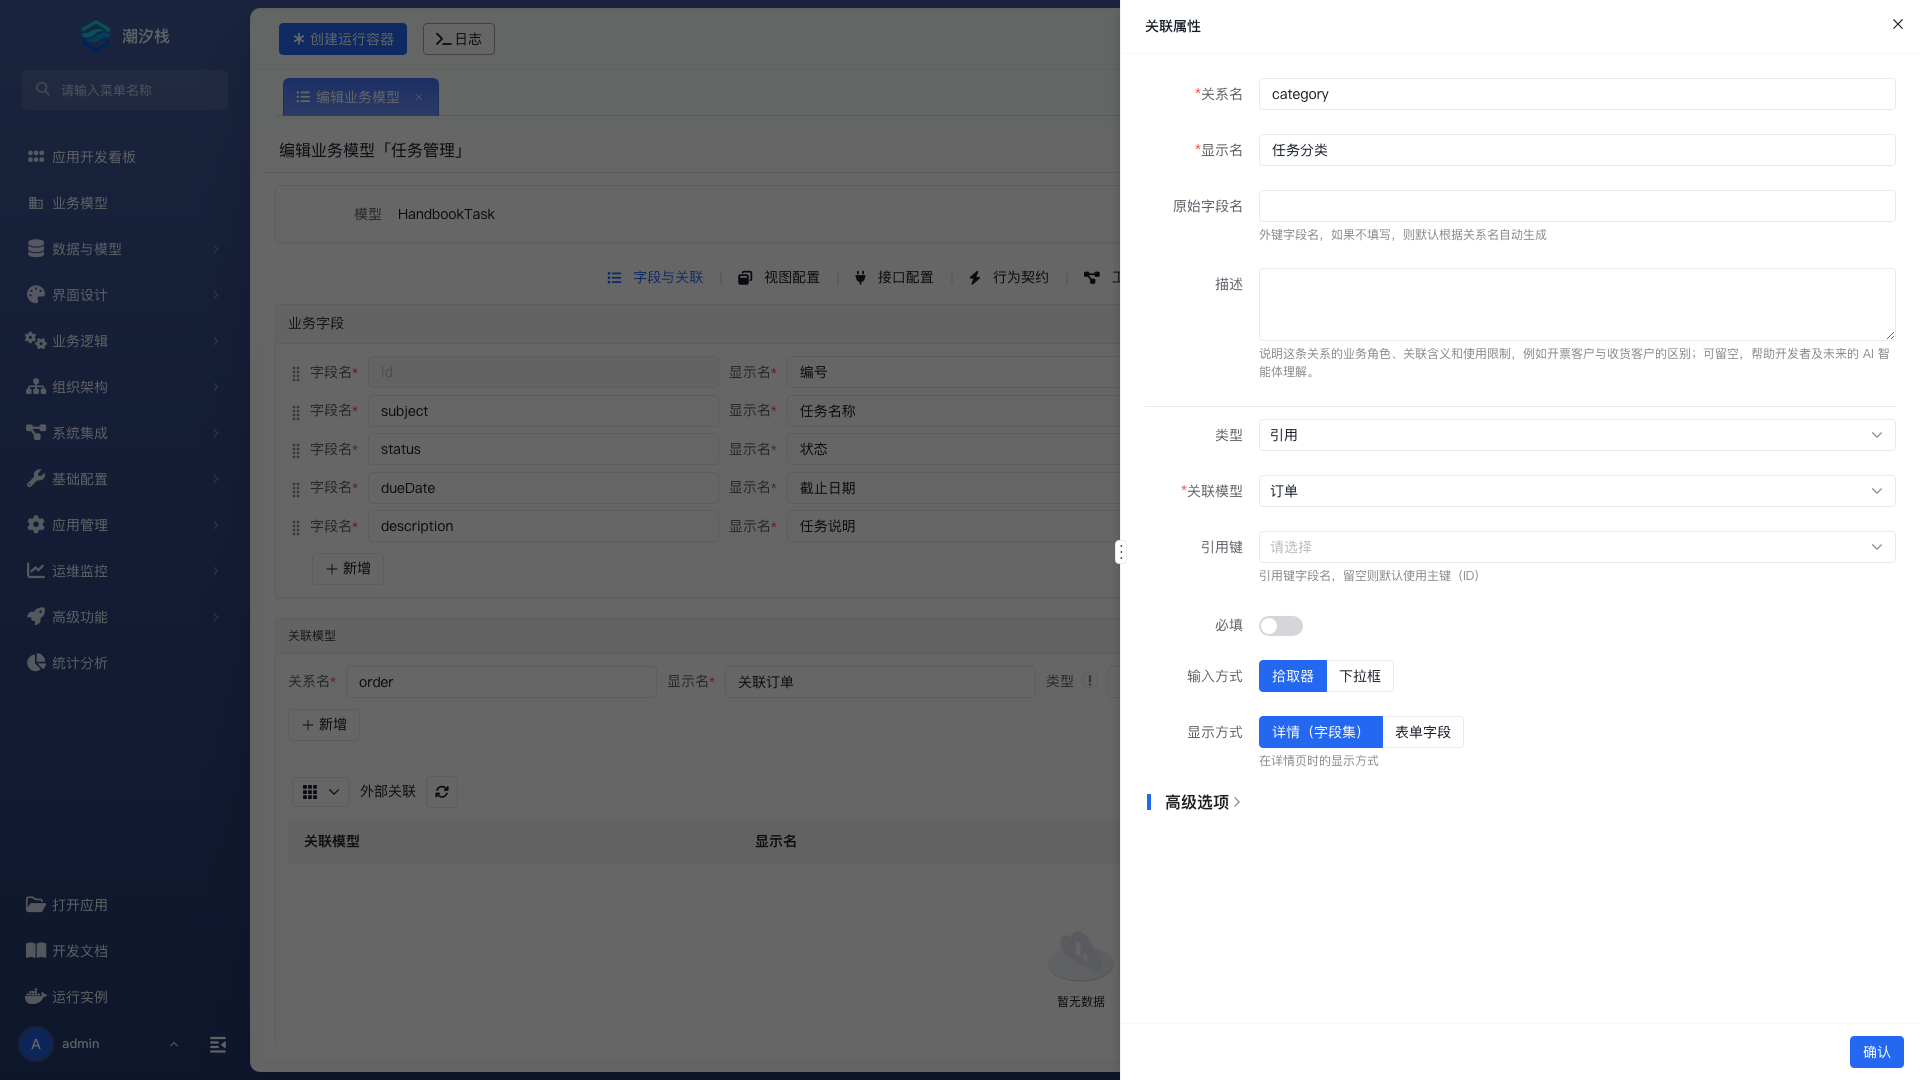 潮汐栈
请输入菜单名称
应用开发看板
业务模型
数据与模型
界面设计
业务逻辑
组织架构
系统集成
基础配置
应用管理
运维监控
高级功能
统计分析
打开应用
开发文档
运行实例
A admin
创建运行容器 日志
编辑业务模型
编辑业务模型「任务管理」
模型 HandbookTask
字段与关联 视图配置 接口配置 行为契约
业务字段
字段名* id 显示名* 编号
字段名* subject 显示名* 任务名称
字段名* status 显示名* 状态
字段名* dueDate 显示名* 截止日期
字段名* description 显示名* 任务说明
新增
关联模型
关系名* order 显示名* 关联订单 类型
新增
外部关联
关联模型 显示名
暂无数据
关联属性
*关系名 category
*显示名 任务分类
原始字段名
外键字段名，如果不填写，则默认根据关系名自动生成
描述
说明这条关系的业务角色、关联含义和使用限制，例如开票客户与收货客户的区别；可留空，帮助开发者及未来的 AI 智
能体理解。
类型 引用
*关联模型 订单
引用键 请选择
引用键字段名，留空则默认使用主键（ID）
必填
输入方式 拾取器 下拉框
显示方式 详情（字段集） 表单字段
在详情页时的显示方式
高级选项
确认